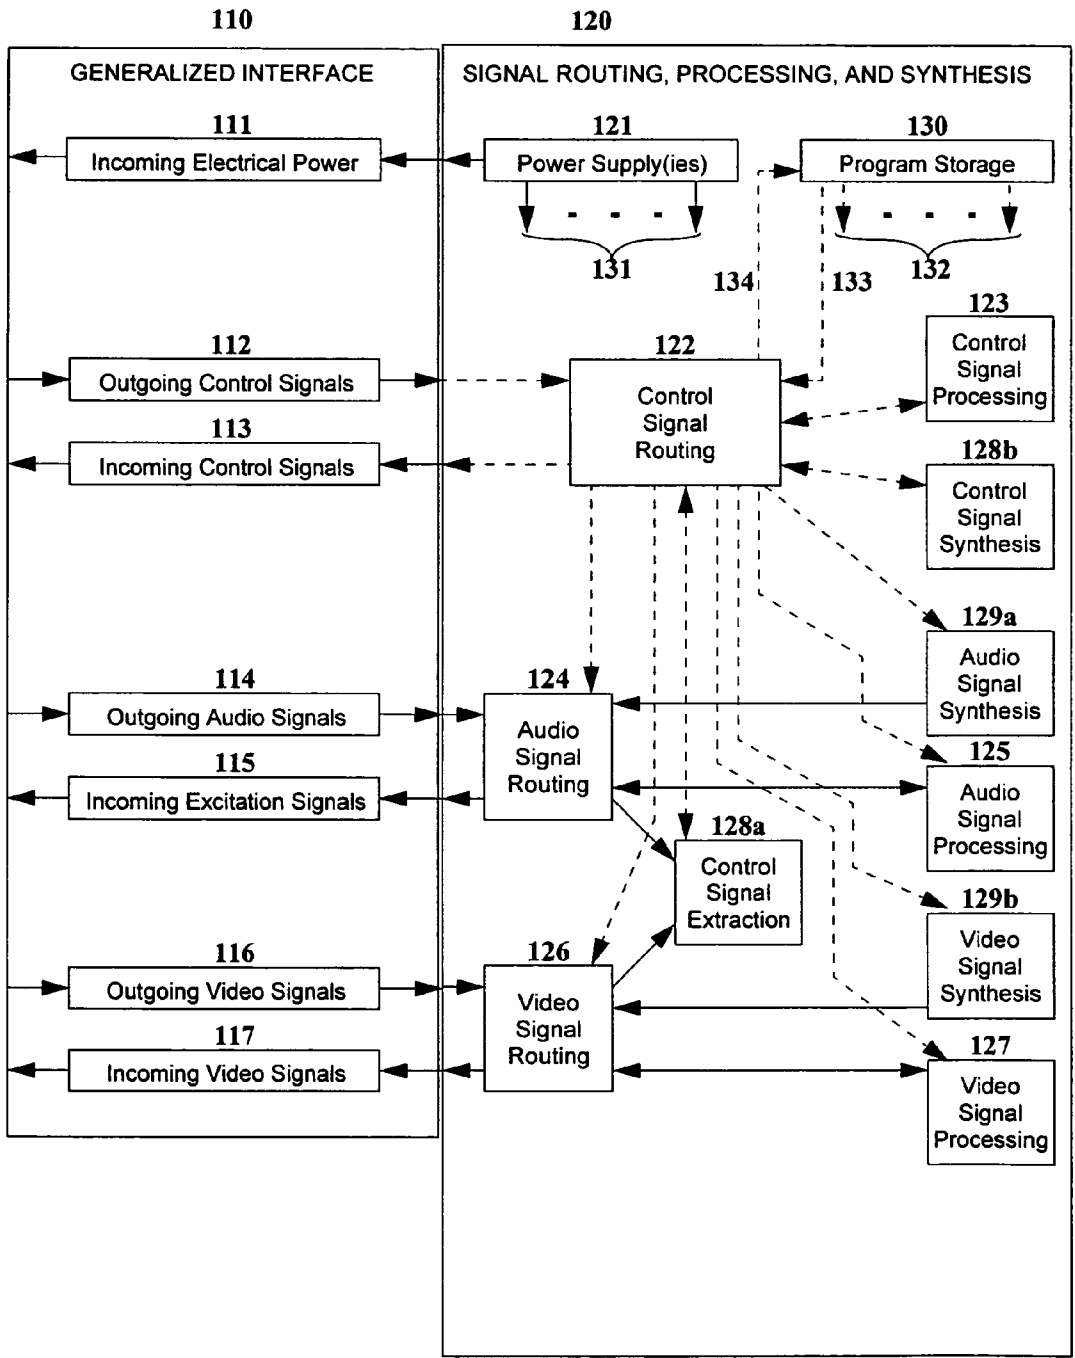 110
120
GENERALIZED INTERFACE
SIGNAL ROUTING, PROCESSING, AND SYNTHESIS
111
Incoming Electrical Power
121
Power Supply(ies)
130
Program Storage
131
132
134
133
112
Outgoing Control Signals
113
Incoming Control Signals
122
Control
Signal
Routing
123
Control
Signal
Processing
128b
Control
Signal
Synthesis
129a
Audio
Signal
Synthesis
114
Outgoing Audio Signals
115
Incoming Excitation Signals
124
Audio
Signal
Routing
125
Audio
Signal
Processing
128a
Control
Signal
Extraction
129b
Video
Signal
Synthesis
116
Outgoing Video Signals
117
Incoming Video Signals
126
Video
Signal
Routing
127
Video
Signal
Processing